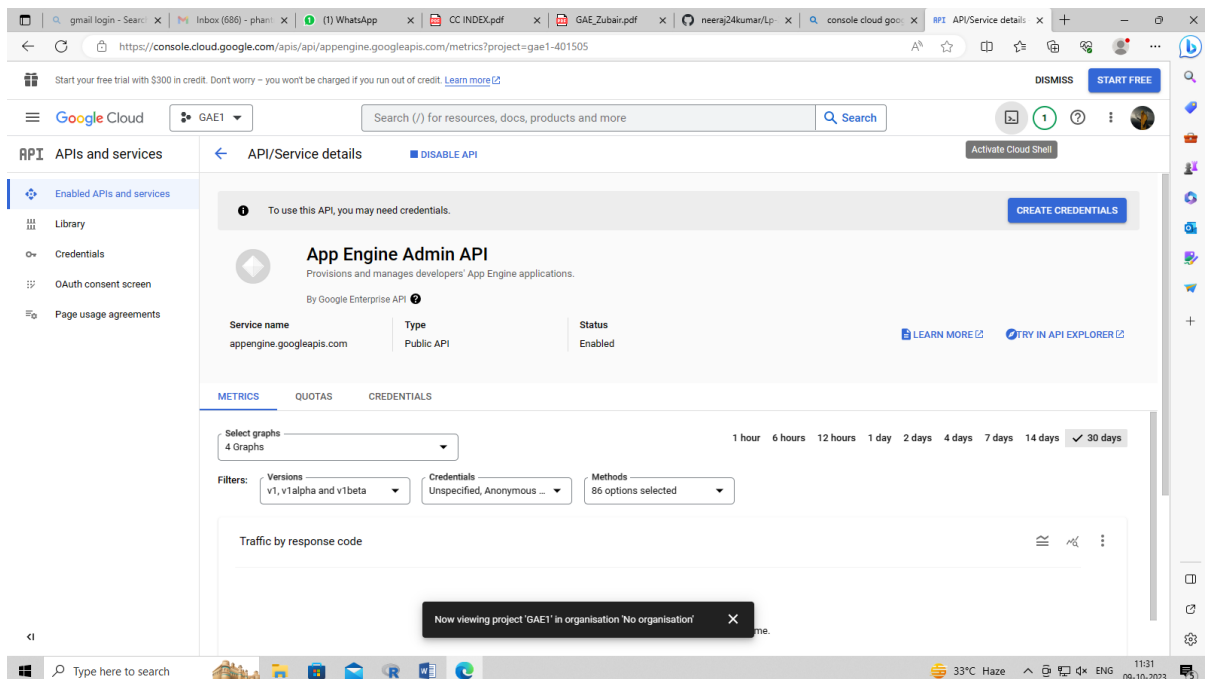 gmail login - Searc
Inbox (686) - phant
(1) WhatsApp
CC INDEX.pdf
GAE_Zubair.pdf
neeraj24kumar/Lp-
console cloud goog
API API/Service details
https://console.cloud.google.com/apis/api/appengine.googleapis.com/metrics?project=gae1-401505
Start your free trial with $300 in credit. Don't worry – you won't be charged if you run out of credit. Learn more
DISMISS
START FREE
Google Cloud
GAE1
Search (/) for resources, docs, products and more
Search
1
API APIs and services
API/Service details
DISABLE API
Activate Cloud Shell
Enabled APIs and services
Library
Credentials
OAuth consent screen
Page usage agreements
To use this API, you may need credentials.
CREATE CREDENTIALS
App Engine Admin API
Provisions and manages developers' App Engine applications.
By Google Enterprise API
Service name
appengine.googleapis.com
Type
Public API
Status
Enabled
LEARN MORE
TRY IN API EXPLORER
METRICS QUOTAS CREDENTIALS
Select graphs
4 Graphs
1 hour 6 hours 12 hours 1 day 2 days 4 days 7 days 14 days 30 days
Filters:
Versions
v1, v1alpha and v1beta
Credentials
Unspecified, Anonymous ...
Methods
86 options selected
Traffic by response code
Now viewing project 'GAE1' in organisation 'No organisation'
me.
Type here to search
33°C Haze
ENG
11:31
09-10-2023